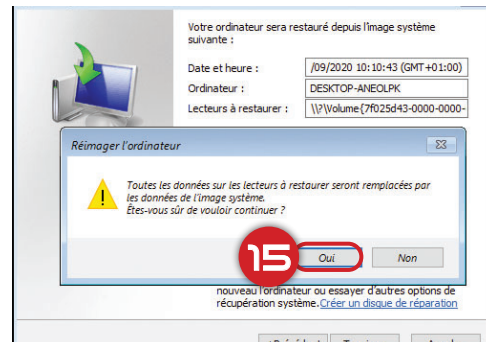 Votre ordinateur sera restauré depuis l'image système
suivante :
Date et heure : /09/2020 10:10:43 (GMT+01:00)
Ordinateur : DESKTOP-ANEOLPK
Lecteurs à restaurer : \\?\Volume{7f025d43-0000-0000-
Réimager l'ordinateur
Toutes les données sur les lecteurs à restaurer seront remplacées par
les données de l'image système.
Êtes-vous sûr de vouloir continuer ?
15 Oui Non
nouveau l'ordinateur ou essayer d'autres options de
récupération système. Créer un disque de réparation